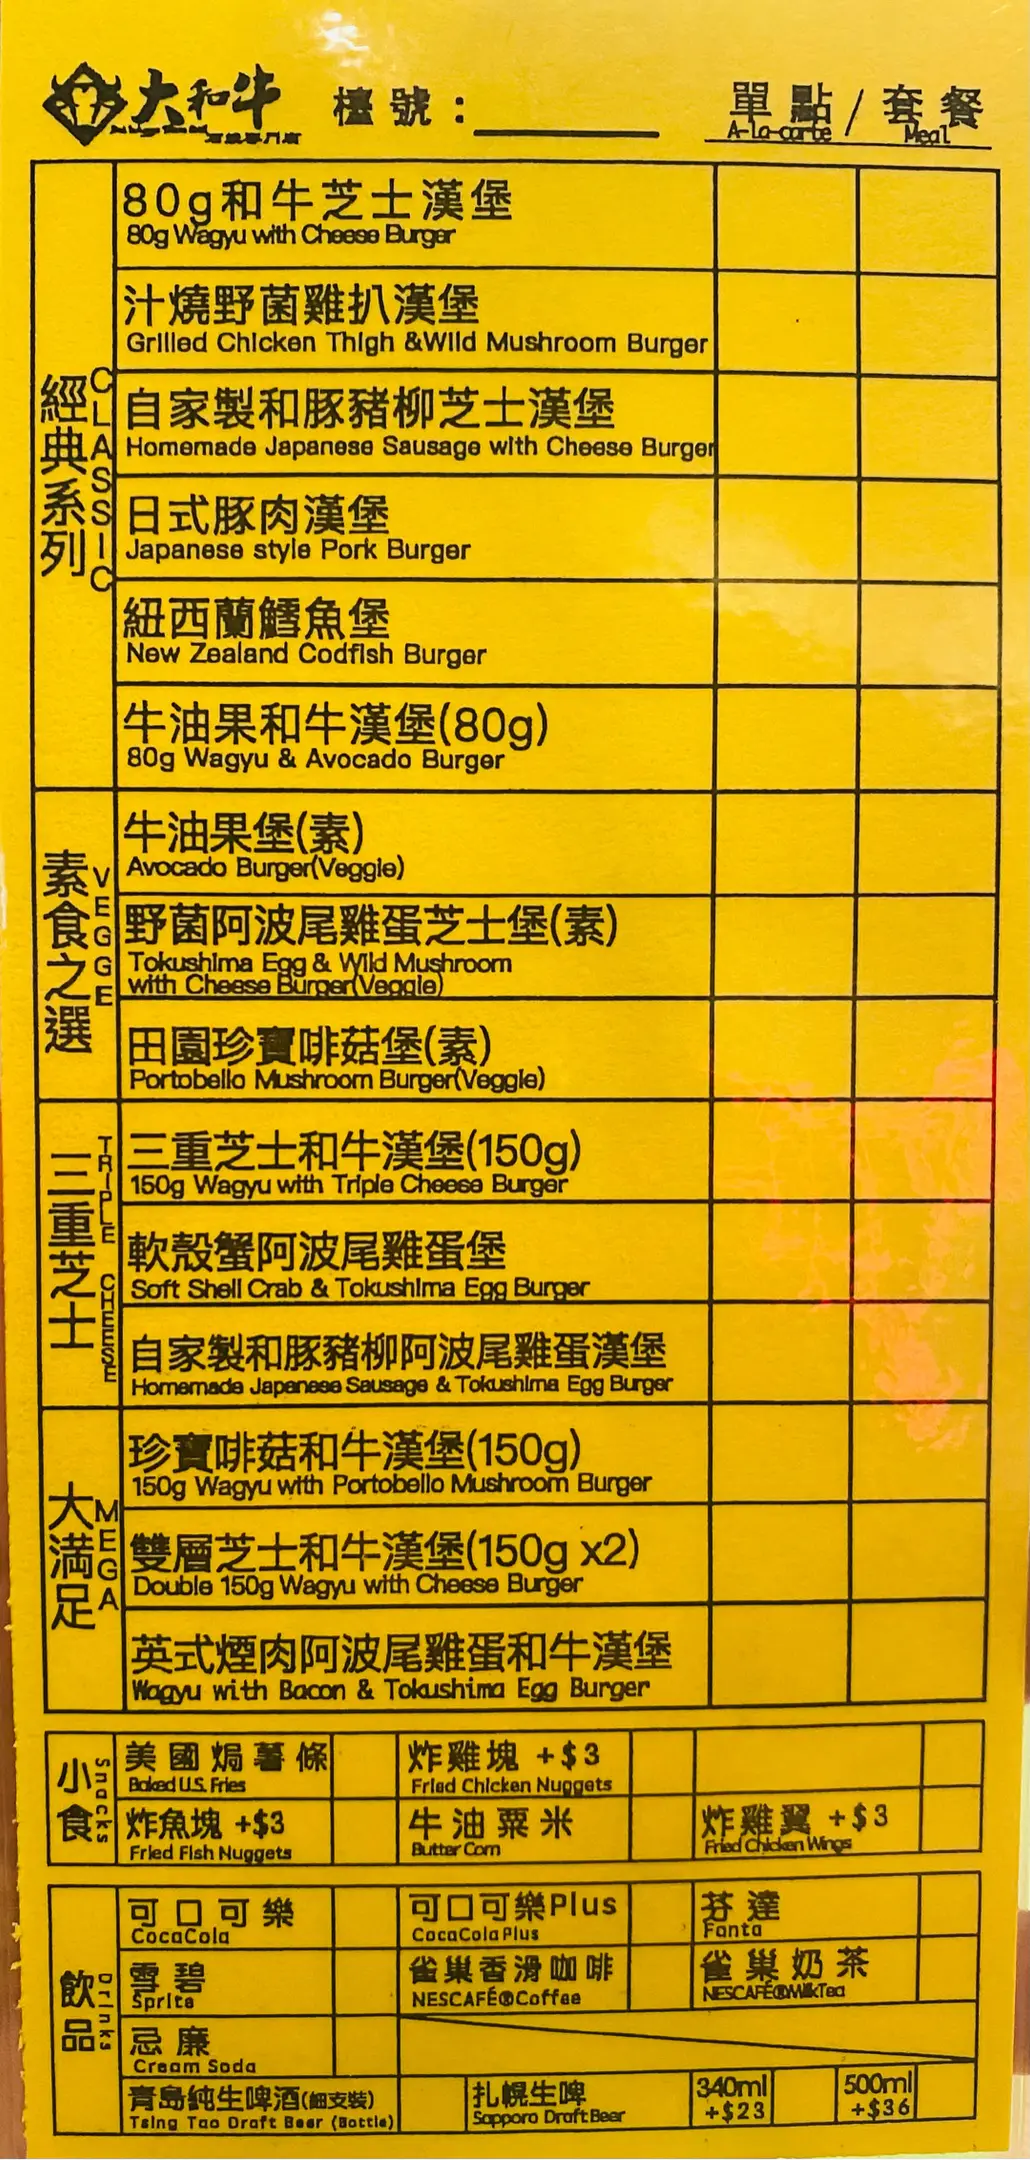 大和牛
檯號：
單點/套餐
A-la-carte Meal
經典系列
CLASSIC
80g和牛芝士漢堡
80g Wagyu with Cheese Burger
汁燒野菌雞扒漢堡
Grilled Chicken Thigh &Wild Mushroom Burger
自家製和豚豬柳芝士漢堡
Homemade Japanese Sausage with Cheese Burger
日式豚肉漢堡
Japanese style Pork Burger
紐西蘭鱈魚堡
New Zealand Codfish Burger
牛油果和牛漢堡(80g)
80g Wagyu & Avocado Burger
素食之選
VEGGE
牛油果堡(素)
Avocado Burger(Veggie)
野菌阿波尾雞蛋芝士堡(素)
Tokushima Egg & Wild Mushroom
with Cheese Burger(Veggie)
田園珍寶啡菇堡(素)
Portobello Mushroom Burger(Veggie)
三重芝士
TRIPLE CHEESE
三重芝士和牛漢堡(150g)
150g Wagyu with Triple Cheese Burger
軟殼蟹阿波尾雞蛋堡
Soft Shell Crab & Tokushima Egg Burger
自家製和豚豬柳阿波尾雞蛋漢堡
Homemade Japanese Sausage & Tokushima Egg Burger
大滿足
MEGA
珍寶啡菇和牛漢堡(150g)
150g Wagyu with Portobello Mushroom Burger
雙層芝士和牛漢堡(150g x2)
Double 150g Wagyu with Cheese Burger
英式煙肉阿波尾雞蛋和牛漢堡
Wagyu with Bacon & Tokushima Egg Burger
小食
Snacks
美國焗薯條
Baked U.S. Fries
炸雞塊 +$3
Fried Chicken Nuggets
炸魚塊 +$3
Fried Fish Nuggets
牛油粟米
Butter Corn
炸雞翼 +$3
Fried Chicken Wings
飲品
Drinks
可口可樂
CocaCola
可口可樂Plus
CocaCola Plus
芬達
Fanta
雪碧
Sprite
雀巢香滑咖啡
NESCAFÉ®Coffee
雀巢奶茶
NESCAFÉ®MilkTea
忌廉
Cream Soda
青島純生啤酒(細支裝)
Tsing Tao Draft Beer (Bottle)
扎幌生啤
Sapporo Draft Beer
340ml
+$23
500ml
+$36